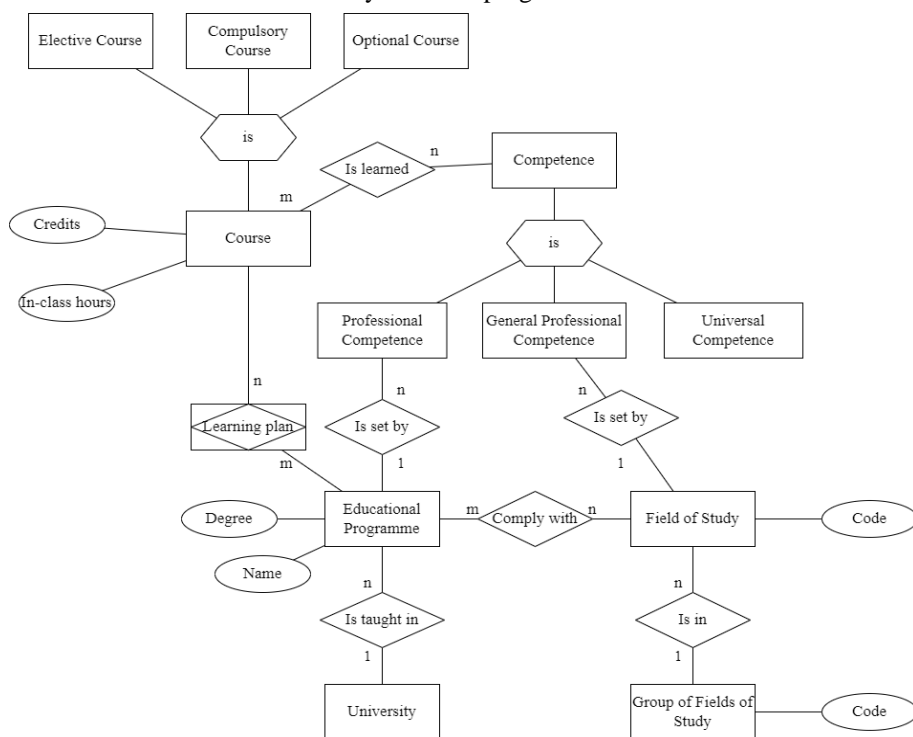 Elective Course
Compulsory
Course
Optional Course
is
Is learned
n
Competence
m
Credits
Course
is
In-class hours
Professional
Competence
General Professional
Competence
Universal
Competence
n
n
n
Learning plan
Is set by
Is set by
m
1
1
Degree
Educational
Programme
m
Comply with
n
Field of Study
Code
Name
n
n
Is taught in
Is in
1
1
University
Group of Fields of
Study
Code